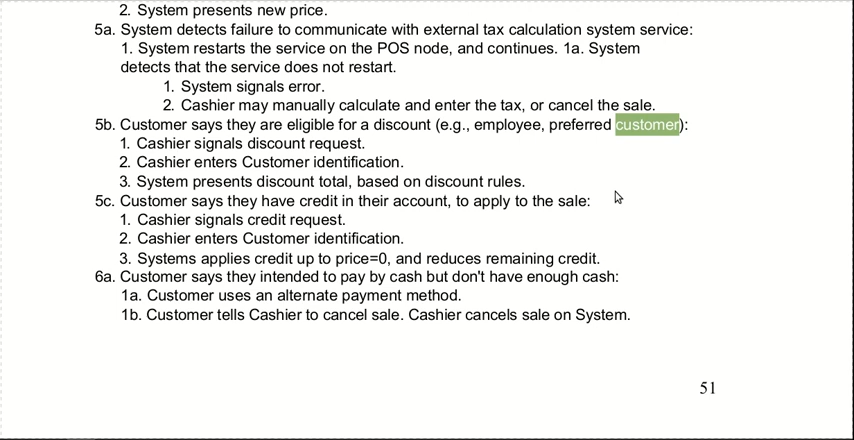 2. System presents new price.
5a. System detects failure to communicate with external tax calculation system service:
1. System restarts the service on the POS node, and continues. 1a. System
detects that the service does not restart.
1. System signals error.
2. Cashier may manually calculate and enter the tax, or cancel the sale.
5b. Customer says they are eligible for a discount (e.g., employee, preferred customer):
1. Cashier signals discount request.
2. Cashier enters Customer identification.
3. System presents discount total, based on discount rules.
5c. Customer says they have credit in their account, to apply to the sale:
1. Cashier signals credit request.
2. Cashier enters Customer identification.
3. Systems applies credit up to price=0, and reduces remaining credit.
6a. Customer says they intended to pay by cash but don't have enough cash:
1a. Customer uses an alternate payment method.
1b. Customer tells Cashier to cancel sale. Cashier cancels sale on System.
51